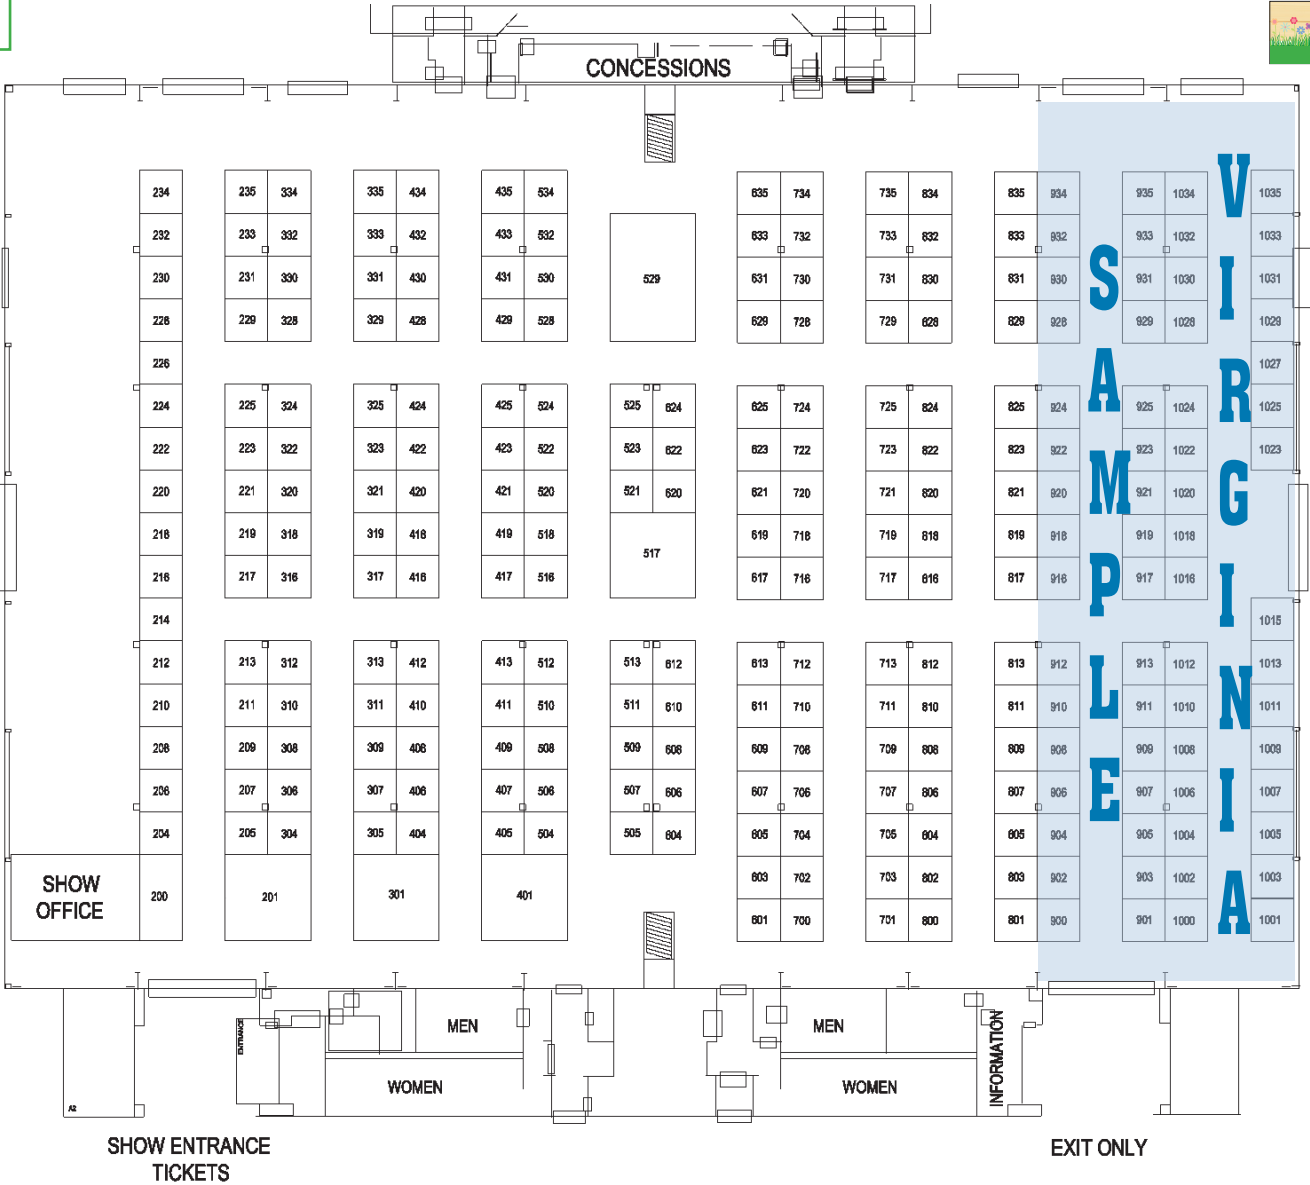 CONCESSIONS
234 235 334 335 434 435 534 635 734 735 834 835 934 935 1034 1035
232 233 332 333 432 433 532 633 732 733 832 833 932 933 1032 1033
230 231 330 331 430 431 530 529 631 730 731 830 831 930 931 1030 1031
228 229 328 329 428 429 528 629 728 729 828 829 928 929 1028 1029
226 1027
224 225 324 325 424 425 524 525 624 625 724 725 824 825 924 925 1024 1025
222 223 322 323 422 423 522 523 622 623 722 723 822 823 922 923 1022 1023
220 221 320 321 420 421 520 521 620 621 720 721 820 821 920 921 1020
218 219 318 319 418 419 518 517 619 718 719 818 819 918 919 1018
216 217 316 317 416 417 516 617 716 717 816 817 916 917 1016
214 1015
212 213 312 313 412 413 512 513 612 613 712 713 812 813 912 913 1012 1013
210 211 310 311 410 411 510 511 610 611 710 711 810 811 910 911 1010 1011
208 209 308 309 408 409 508 509 608 609 708 709 808 809 908 909 1008 1009
206 207 306 307 406 407 506 507 606 607 706 707 806 807 906 907 1006 1007
204 205 304 305 404 405 504 505 604 605 704 705 804 805 904 905 1004 1005
SHOW
OFFICE
200 201 301 401 603 702 703 802 803 902 903 1002 1003
601 700 701 800 801 900 901 1000 1001
SAMPLE
VIRGINIA
ENTRANCE
MEN
WOMEN
MEN
WOMEN
INFORMATION
A2
SHOW ENTRANCE
TICKETS
EXIT ONLY